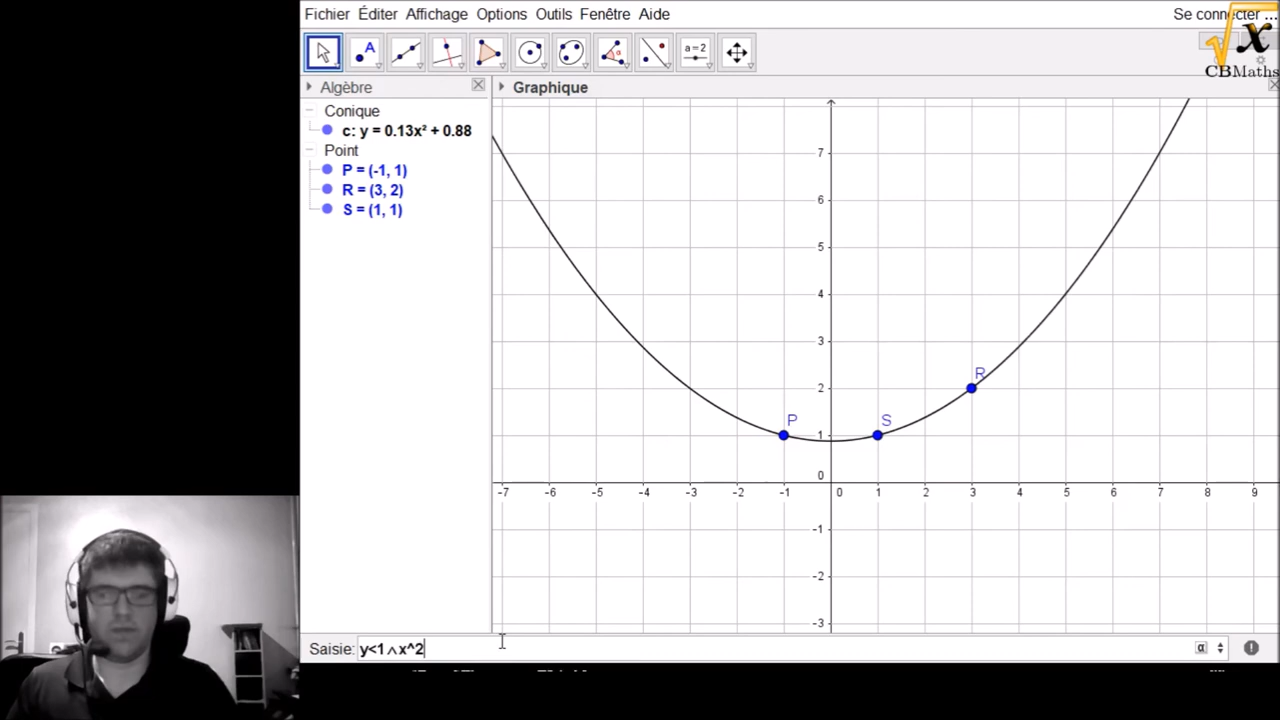 Fichier Éditer Affichage Options Outils Fenêtre Aide
Se connecter ...
A
α
a=2
x
CBMaths
Algèbre
Graphique
Conique
c: y = 0.13x² + 0.88
Point
P = (-1, 1)
R = (3, 2)
S = (1, 1)
7
6
5
4
3
R
2
P
S
1
0
-7 -6 -5 -4 -3 -2 -1 0 1 2 3 4 5 6 7 8 9
-1
-2
-3
Saisie: y<1∧x^2
α